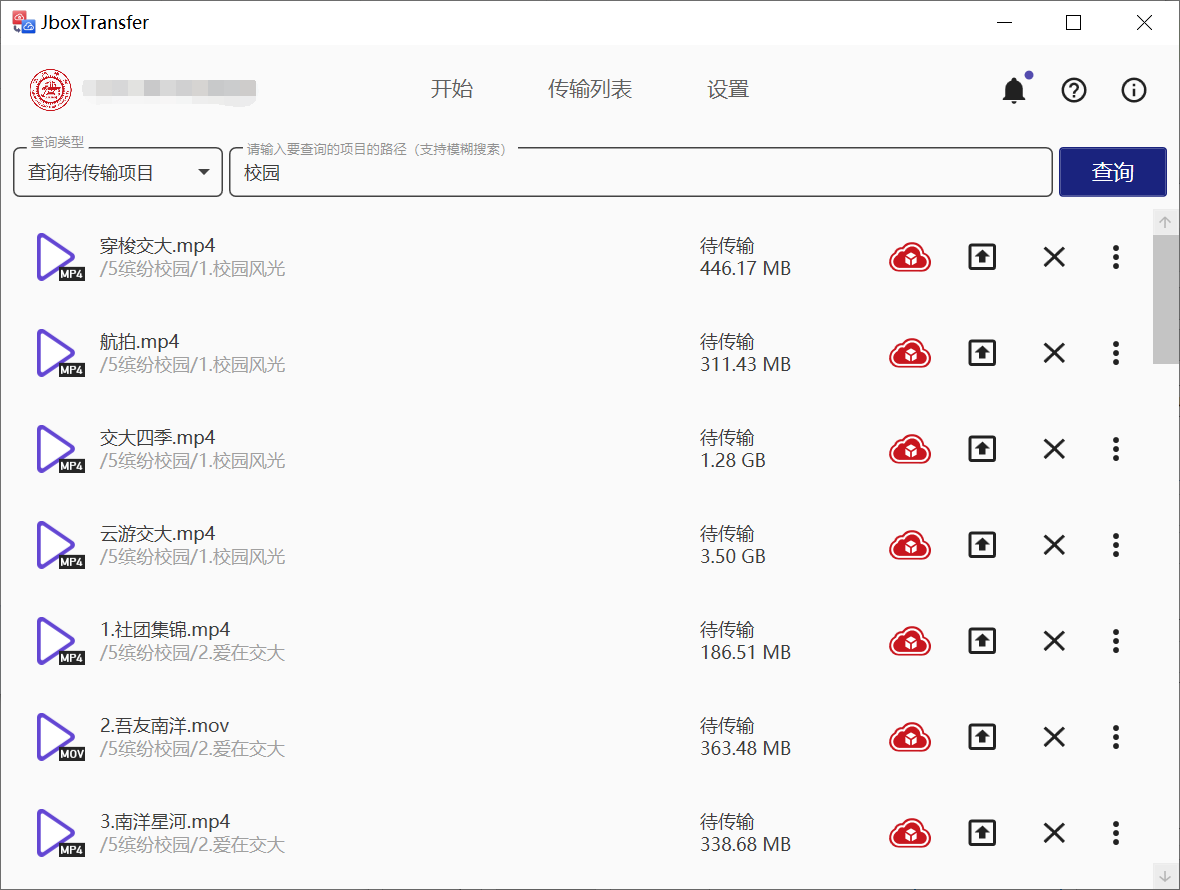 JboxTransfer
开始 传输列表 设置
查询类型
请输入要查询的项目的路径（支持模糊搜索）
查询待传输项目
校园
查询
穿梭交大.mp4
/5缤纷校园/1.校园风光
待传输
446.17 MB
MP4
航拍.mp4
/5缤纷校园/1.校园风光
待传输
311.43 MB
MP4
交大四季.mp4
/5缤纷校园/1.校园风光
待传输
1.28 GB
MP4
云游交大.mp4
/5缤纷校园/1.校园风光
待传输
3.50 GB
MP4
1.社团集锦.mp4
/5缤纷校园/2.爱在交大
待传输
186.51 MB
MP4
2.吾友南洋.mov
/5缤纷校园/2.爱在交大
待传输
363.48 MB
MOV
3.南洋星河.mp4
/5缤纷校园/2.爱在交大
待传输
338.68 MB
MP4